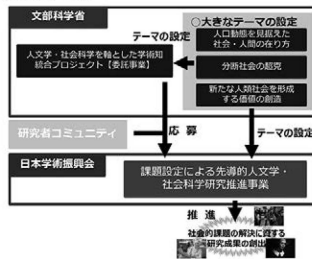 文部科学省
○大きなテーマの設定
テーマの設定
人口動態を見据えた
社会・人間の在り方
人文学・社会科学を軸とした学術知
統合プロジェクト【委託事業】
分断社会の超克
新たな人類社会を形成
する価値の創造
研究者コミュニティ
応募
テーマの設定
日本学術振興会
課題設定による先導的人文学・
社会科学研究推進事業
推進
社会的課題の解決に資する
研究成果の創出